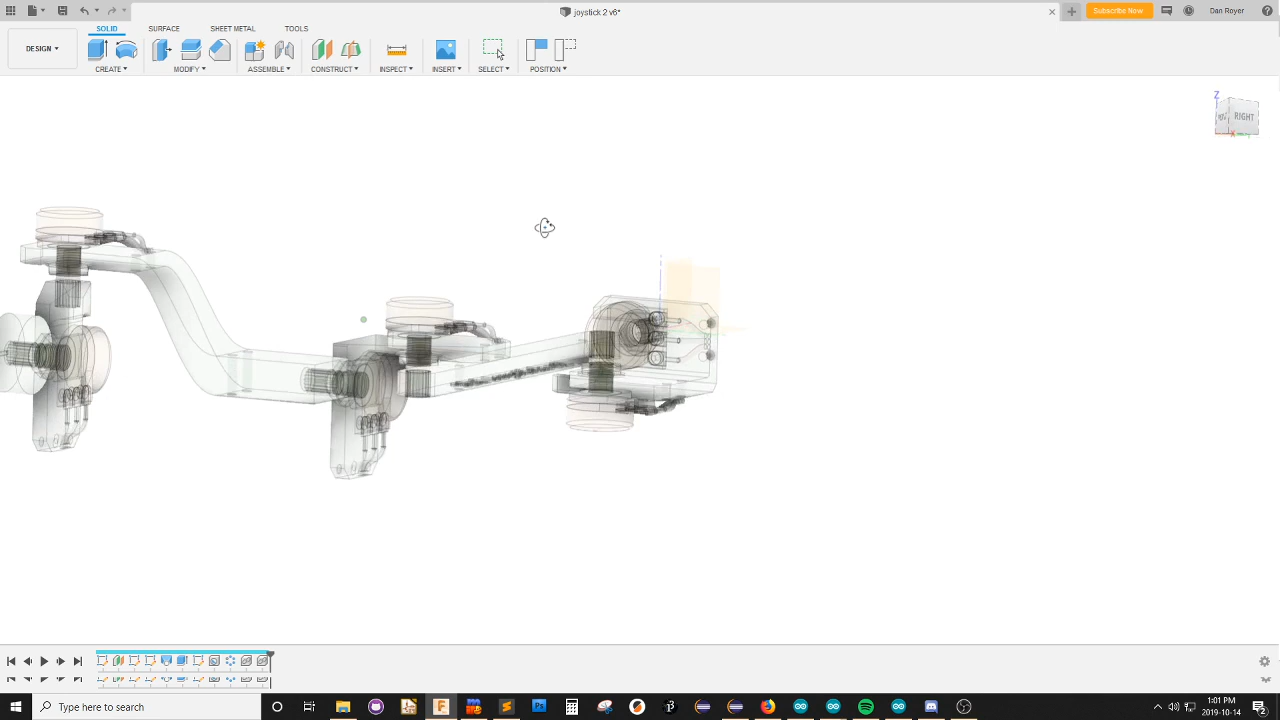 joystick 2 v6*
Subscribe Now
Dan Royer
SOLID
SURFACE
SHEET METAL
TOOLS
DESIGN
CREATE
MODIFY
ASSEMBLE
CONSTRUCT
INSPECT
INSERT
SELECT
POSITION
Z
RIGHT
Type here to search
1:01 PM
2019-10-14